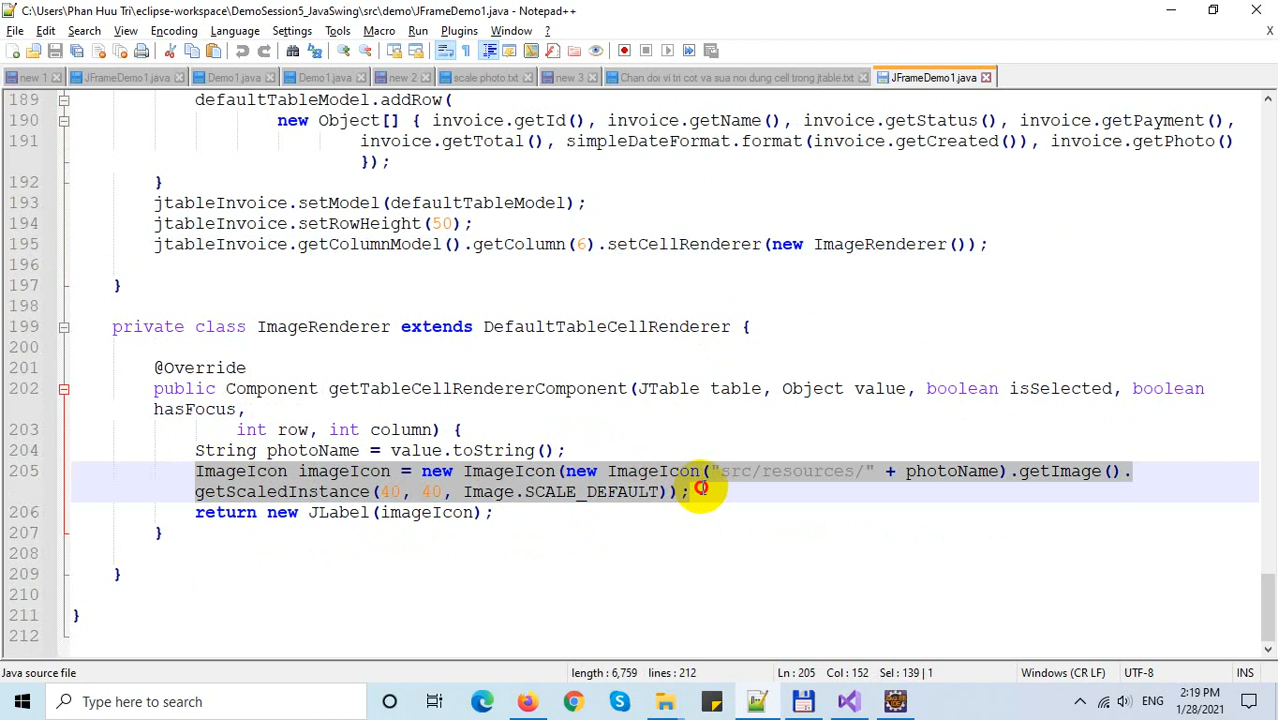 C:\Users\Phan Huu Tri\eclipse-workspace\DemoSession5_JavaSwing\src\demo\JFrameDemo1.java - Notepad++
File Edit Search View Encoding Language Settings Tools Macro Run Plugins Window ? X
new 1 JFrameDemo1.java Demo1.java Demo1.java new 2 scale photo.txt new 3 Chan doi vi tri cot va sua noi dung cell trong jtable.txt JFrameDemo1.java
189 defaultTableModel.addRow(
190 new Object[] { invoice.getId(), invoice.getName(), invoice.getStatus(), invoice.getPayment(),
191 invoice.getTotal(), simpleDateFormat.format(invoice.getCreated()), invoice.getPhoto()
});
192 }
193 jtableInvoice.setModel(defaultTableModel);
194 jtableInvoice.setRowHeight(50);
195 jtableInvoice.getColumnModel().getColumn(6).setCellRenderer(new ImageRenderer());
196
197 }
198
199 private class ImageRenderer extends DefaultTableCellRenderer {
200
201 @Override
202 public Component getTableCellRendererComponent(JTable table, Object value, boolean isSelected, boolean
hasFocus,
203 int row, int column) {
204 String photoName = value.toString();
205 ImageIcon imageIcon = new ImageIcon(new ImageIcon("src/resources/" + photoName).getImage().
getScaledInstance(40, 40, Image.SCALE_DEFAULT));
206 return new JLabel(imageIcon);
207 }
208
209 }
210
211 }
212
Java source file length : 6,759 lines : 212 Ln : 205 Col : 152 Sel : 139 | 1 Windows (CR LF) UTF-8 INS
Type here to search ENG 2:19 PM
1/28/2021